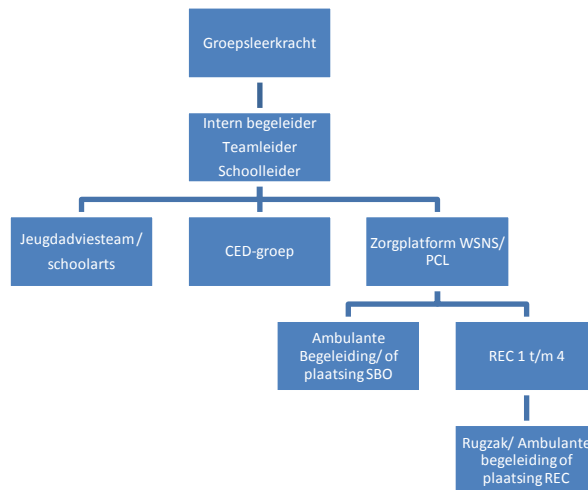 Groepsleerkracht
Intern begeleider
Teamleider
Schoolleider
Jeugdadviesteam /
schoolarts
CED-groep
Zorgplatform WSNS/
PCL
Ambulante
Begeleiding/ of
plaatsing SBO
REC 1 t/m 4
Rugzak/ Ambulante
begeleiding of
plaatsing REC